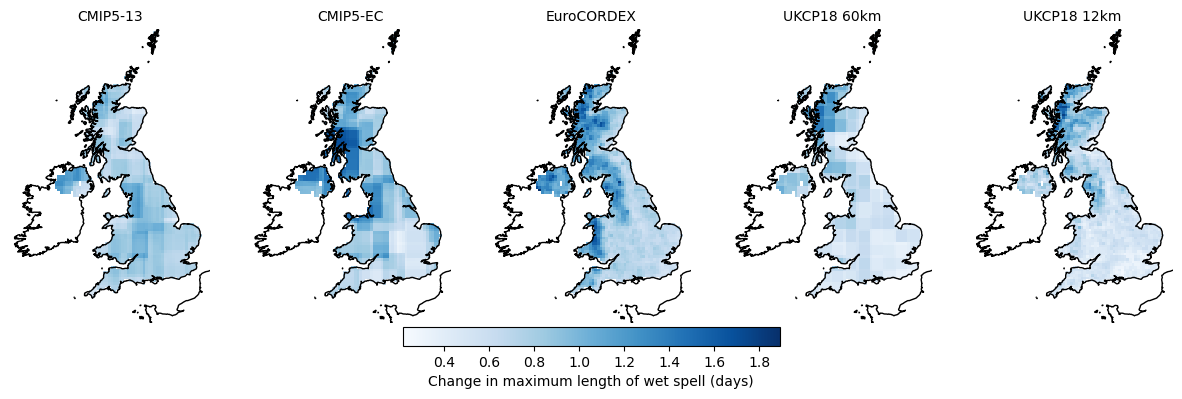 CMIP5-13 CMIP5-EC EuroCORDEX UKCP18 60km UKCP18 12km
0.4 0.6 0.8 1.0 1.2 1.4 1.6 1.8
Change in maximum length of wet spell (days)